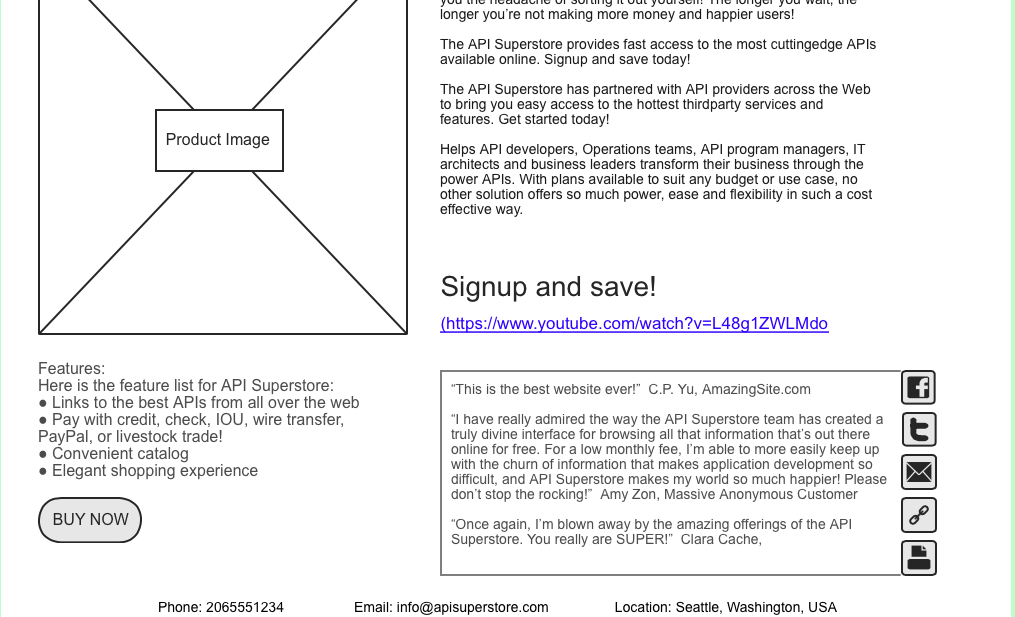 you the headache of sorting it out yourself! The longer you wait, the
longer you’re not making more money and happier users!
The API Superstore provides fast access to the most cuttingedge APIs
available online. Signup and save today!
The API Superstore has partnered with API providers across the Web
to bring you easy access to the hottest thirdparty services and
features. Get started today!
Helps API developers, Operations teams, API program managers, IT
architects and business leaders transform their business through the
power APIs. With plans available to suit any budget or use case, no
other solution offers so much power, ease and flexibility in such a cost
effective way.
Product Image
Signup and save!
(https://www.youtube.com/watch?v=L48g1ZWLMdo
Features:
Here is the feature list for API Superstore:
● Links to the best APIs from all over the web
● Pay with credit, check, IOU, wire transfer,
PayPal, or livestock trade!
● Convenient catalog
● Elegant shopping experience
BUY NOW
“This is the best website ever!”  C.P. Yu, AmazingSite.com
“I have really admired the way the API Superstore team has created a
truly divine interface for browsing all that information that’s out there
online for free. For a low monthly fee, I’m able to more easily keep up
with the churn of information that makes application development so
difficult, and API Superstore makes my world so much happier! Please
don’t stop the rocking!”  Amy Zon, Massive Anonymous Customer
“Once again, I’m blown away by the amazing offerings of the API
Superstore. You really are SUPER!”  Clara Cache,
Phone: 2065551234
Email: info@apisuperstore.com
Location: Seattle, Washington, USA